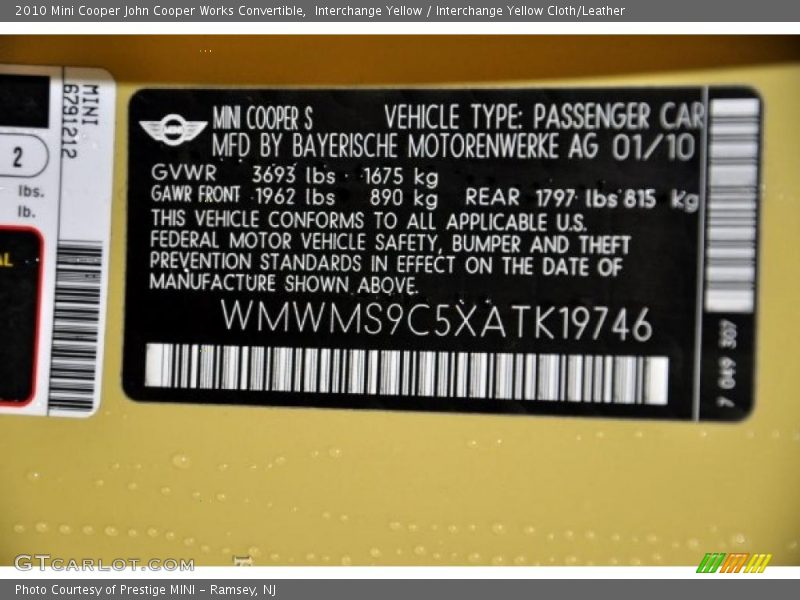 2010 Mini Cooper John Cooper Works Convertible,  Interchange Yellow / Interchange Yellow Cloth/Leather
MINI
6791212
2
lbs.
lb.
MINI COOPER S VEHICLE TYPE: PASSENGER CAR
MFD BY BAYERISCHE MOTORENWERKE AG 01/10
GVWR 3693 lbs 1675 kg
GAWR FRONT 1962 lbs 890 kg REAR 1797 lbs 815 kg
THIS VEHICLE CONFORMS TO ALL APPLICABLE U.S.
FEDERAL MOTOR VEHICLE SAFETY, BUMPER AND THEFT
PREVENTION STANDARDS IN EFFECT ON THE DATE OF
MANUFACTURE SHOWN ABOVE.
WMWMS9C5XATK19746
7 049 307
GTCARLOT.COM
Photo Courtesy of Prestige MINI – Ramsey, NJ